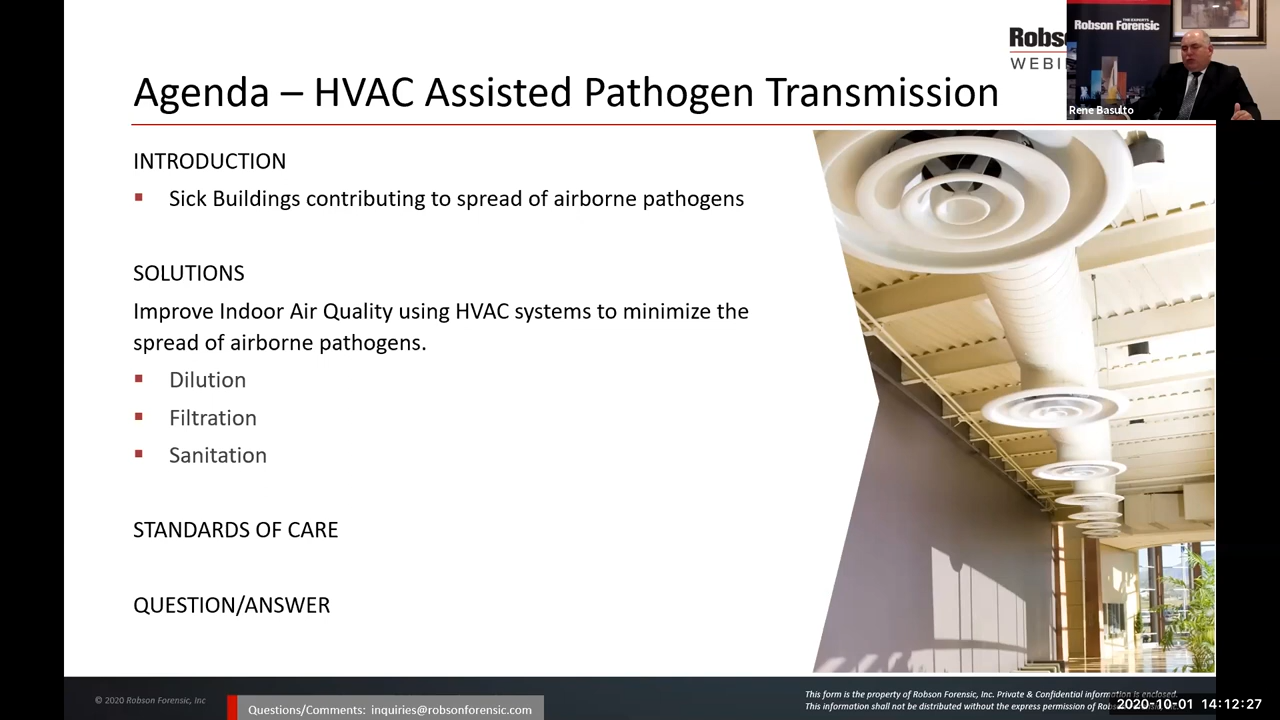 Robs
WEBI
THE EXPERTS
Robson Forensic
Rene Basulto
Agenda – HVAC Assisted Pathogen Transmission
INTRODUCTION
▪ Sick Buildings contributing to spread of airborne pathogens
SOLUTIONS
Improve Indoor Air Quality using HVAC systems to minimize the
spread of airborne pathogens.
▪ Dilution
▪ Filtration
▪ Sanitation
STANDARDS OF CARE
QUESTION/ANSWER
© 2020 Robson Forensic, Inc
Questions/Comments: inquiries@robsonforensic.com
This form is the property of Robson Forensic, Inc. Private & Confidential information is enclosed.
This information shall not be distributed without the express permission of
2020-10-01 14:12:27